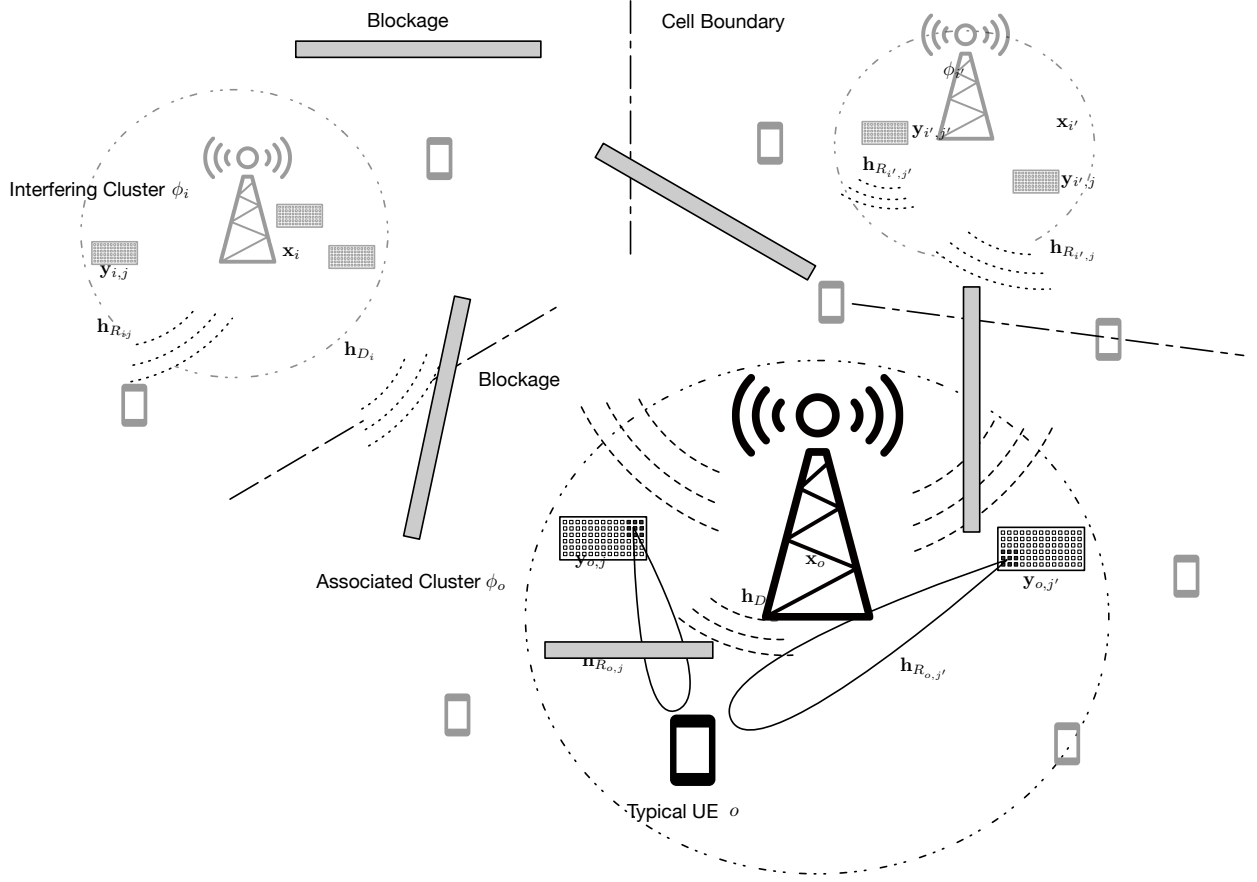 Blockage
Cell Boundary
ϕ_{i'}
x_{i'}
y_{i',j'}
h_{R_{i',j'}}
y_{i',j}
Interfering Cluster ϕ_i
x_i
y_{i,j}
h_{R_{ij}}
h_{R_{i',j}}
h_{D_i}
Blockage
y_{o,j}
x_o
y_{o,j'}
Associated Cluster ϕ_o
h_D
h_{R_{o,j}}
h_{R_{o,j'}}
Typical UE o